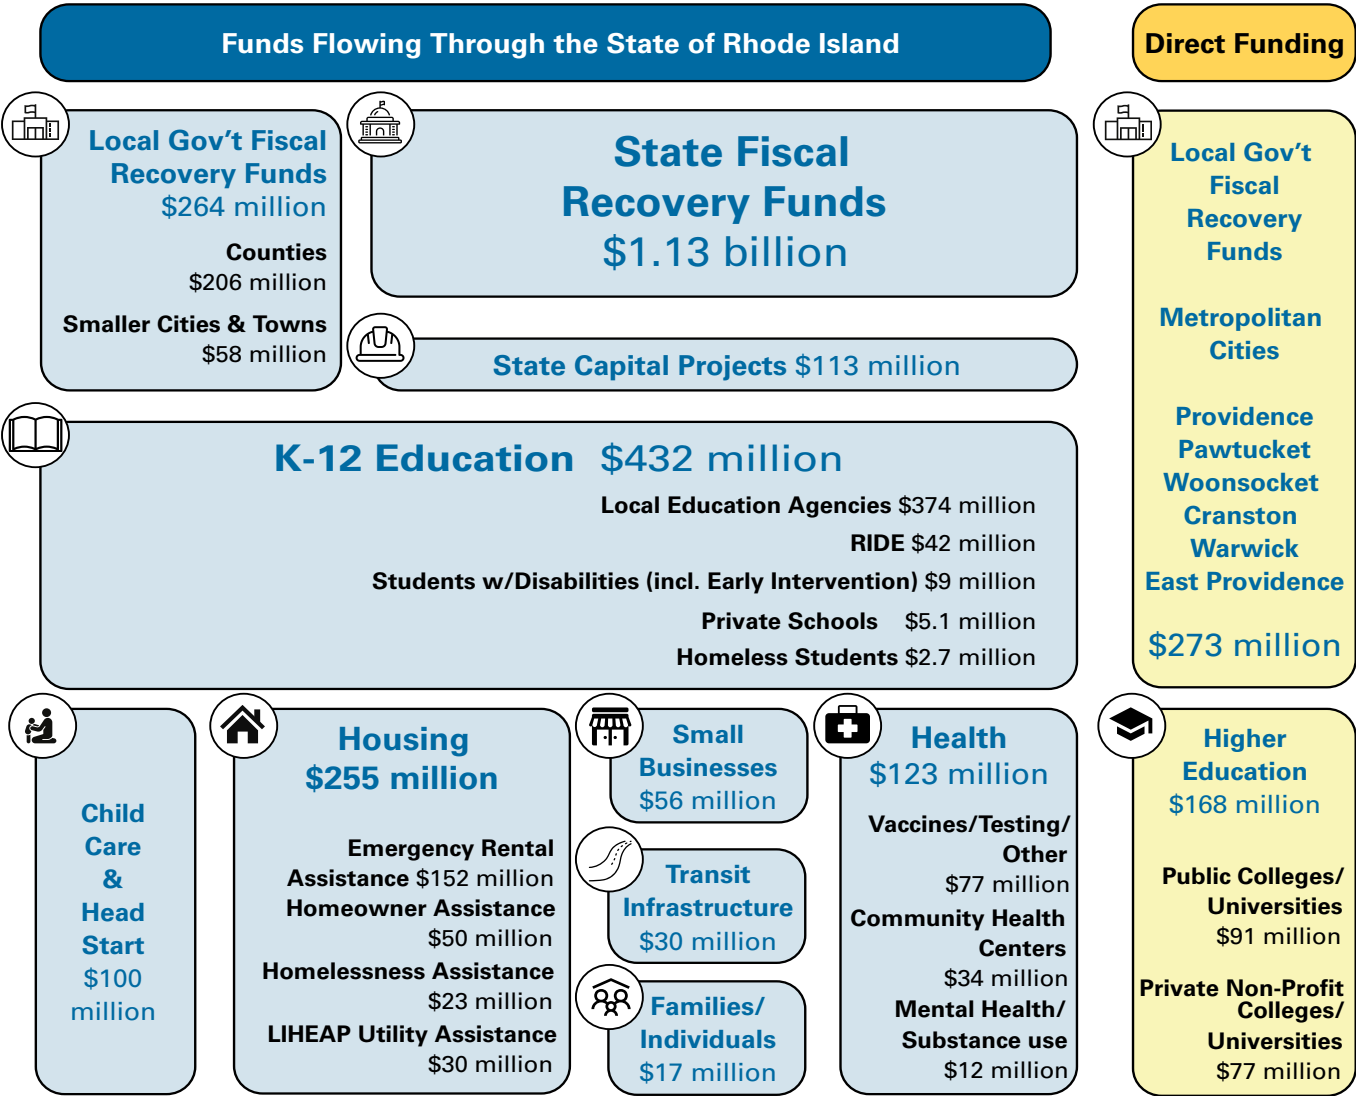 Funds Flowing Through the State of Rhode Island
Direct Funding
Local Gov’t Fiscal
Recovery Funds
$264 million
Counties
$206 million
Smaller Cities & Towns
$58 million
State Fiscal
Recovery Funds
$1.13 billion
State Capital Projects $113 million
Local Gov’t
Fiscal
Recovery
Funds
Metropolitan
Cities
Providence
Pawtucket
Woonsocket
Cranston
Warwick
East Providence
$273 million
K-12 Education $432 million
Local Education Agencies $374 million
RIDE $42 million
Students w/Disabilities (incl. Early Intervention) $9 million
Private Schools $5.1 million
Homeless Students $2.7 million
Child
Care
&
Head
Start
$100
million
Housing
$255 million
Emergency Rental
Assistance $152 million
Homeowner Assistance
$50 million
Homelessness Assistance
$23 million
LIHEAP Utility Assistance
$30 million
Small
Businesses
$56 million
Transit
Infrastructure
$30 million
Families/
Individuals
$17 million
Health
$123 million
Vaccines/Testing/
Other
$77 million
Community Health
Centers
$34 million
Mental Health/
Substance use
$12 million
Higher
Education
$168 million
Public Colleges/
Universities
$91 million
Private Non-Profit
Colleges/
Universities
$77 million